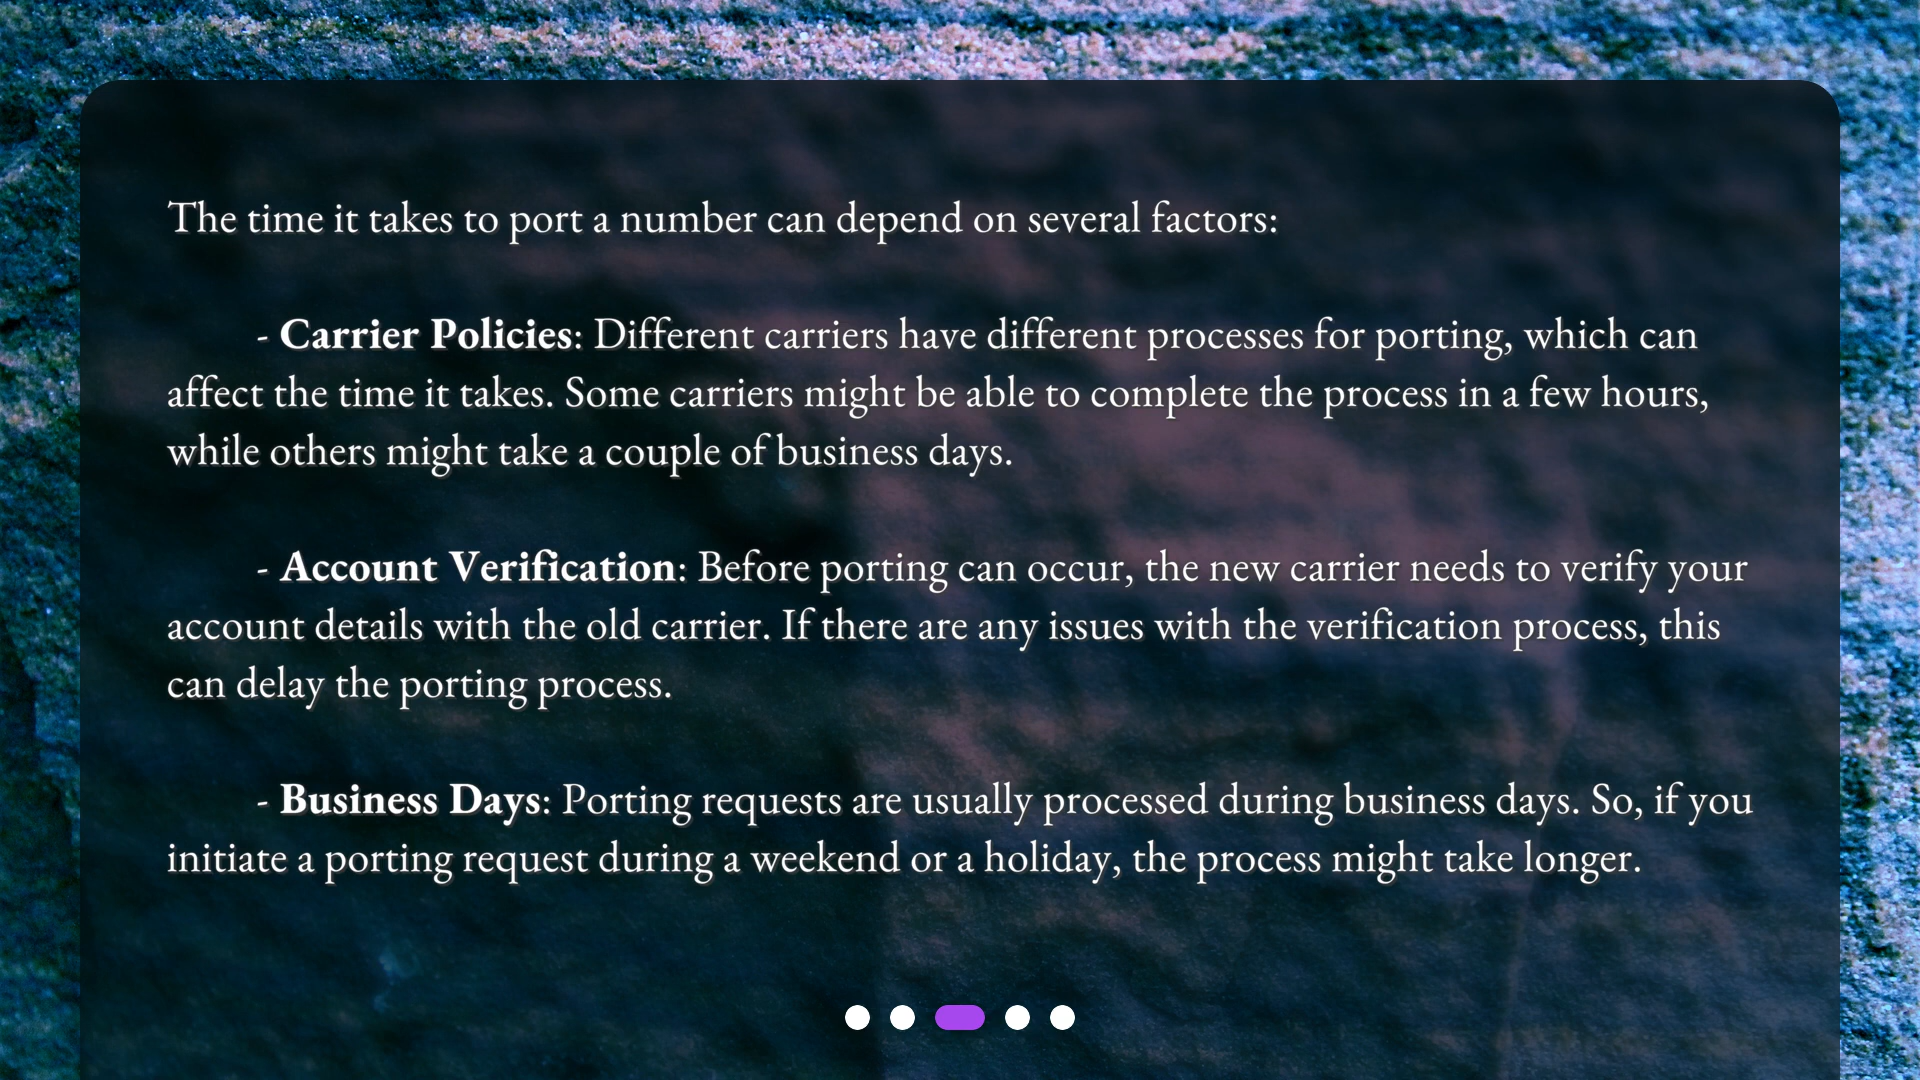 The time it takes to port a number can depend on several factors:
- Carrier Policies: Different carriers have different processes for porting, which can
affect the time it takes. Some carriers might be able to complete the process in a few hours,
while others might take a couple of business days.
- Account Verification: Before porting can occur, the new carrier needs to verify your
account details with the old carrier. If there are any issues with the verification process, this
can delay the porting process.
- Business Days: Porting requests are usually processed during business days. So, if you
initiate a porting request during a weekend or a holiday, the process might take longer.